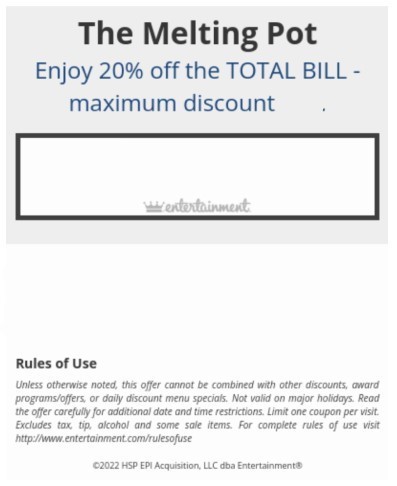 The Melting Pot
Enjoy 20% off the TOTAL BILL -
maximum discount .
entertainment
Rules of Use
Unless otherwise noted, this offer cannot be combined with other discounts, award
programs/offers, or daily discount menu specials. Not valid on major holidays. Read
the offer carefully for additional date and time restrictions. Limit one coupon per visit.
Excludes tax, tip, alcohol and some sale items. For complete rules of use visit
http://www.entertainment.com/rulesofuse
©2022 HSP EPI Acquisition, LLC dba Entertainment®